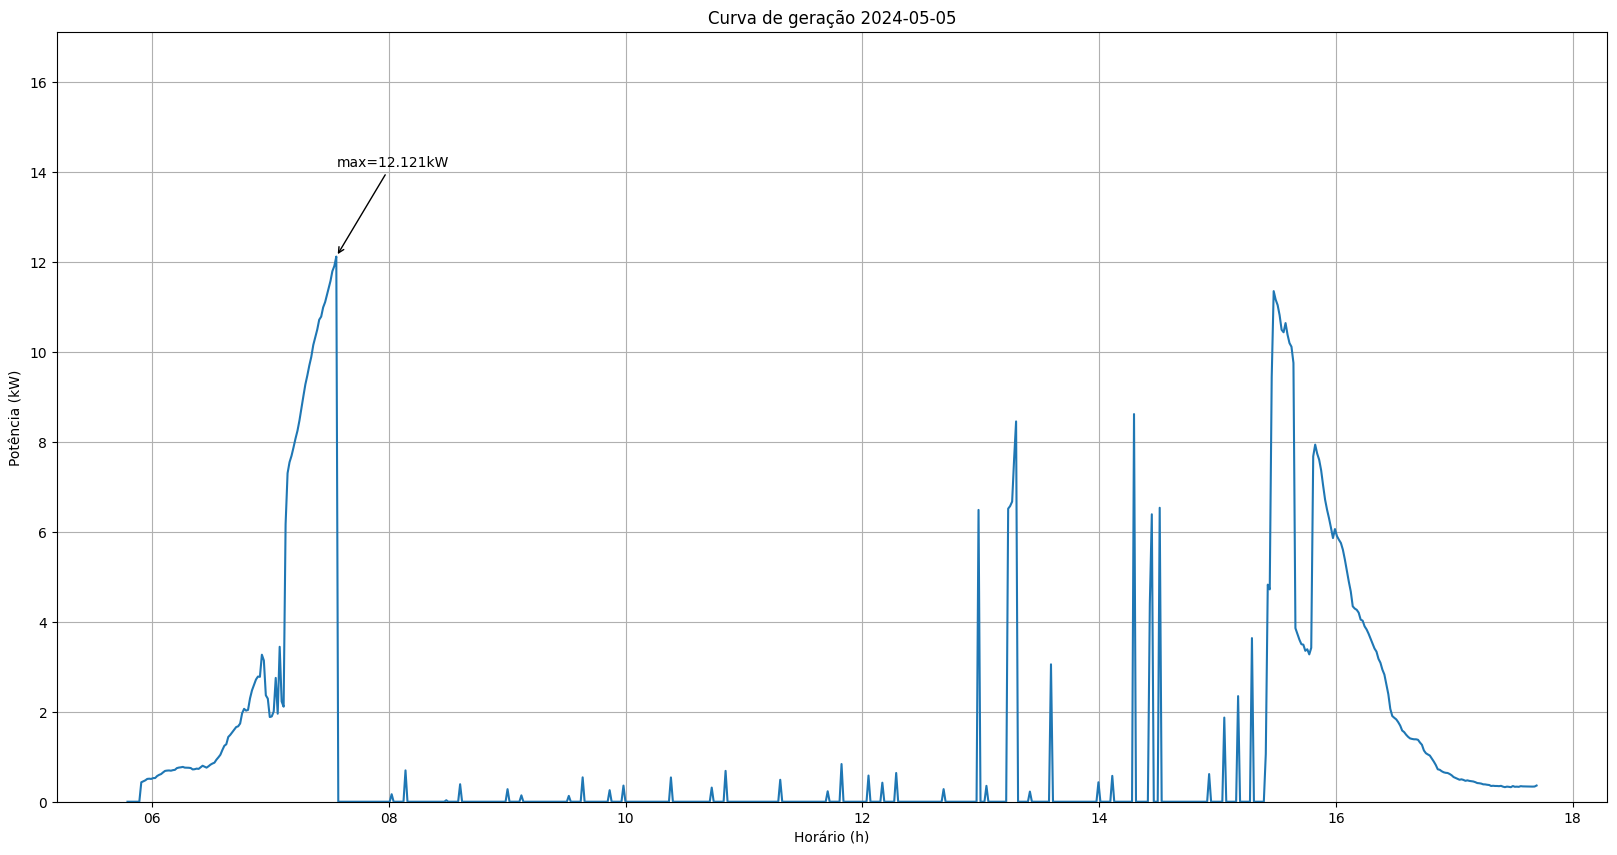 Curva de geração 2024-05-05
max=12.121kW
Potência (kW)
16
14
12
10
8
6
4
2
0
06 08 10 12 14 16 18
Horário (h)